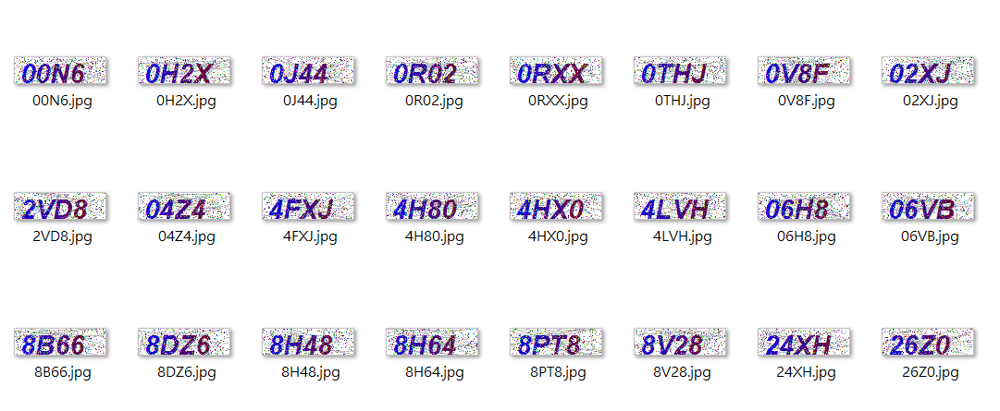 00N6 0H2X 0J44 0R02 0RXX 0THJ 0V8F 02XJ
00N6.jpg 0H2X.jpg 0J44.jpg 0R02.jpg 0RXX.jpg 0THJ.jpg 0V8F.jpg 02XJ.jpg
2VD8 04Z4 4FXJ 4H80 4HX0 4LVH 06H8 06VB
2VD8.jpg 04Z4.jpg 4FXJ.jpg 4H80.jpg 4HX0.jpg 4LVH.jpg 06H8.jpg 06VB.jpg
8B66 8DZ6 8H48 8H64 8PT8 8V28 24XH 26Z0
8B66.jpg 8DZ6.jpg 8H48.jpg 8H64.jpg 8PT8.jpg 8V28.jpg 24XH.jpg 26Z0.jpg